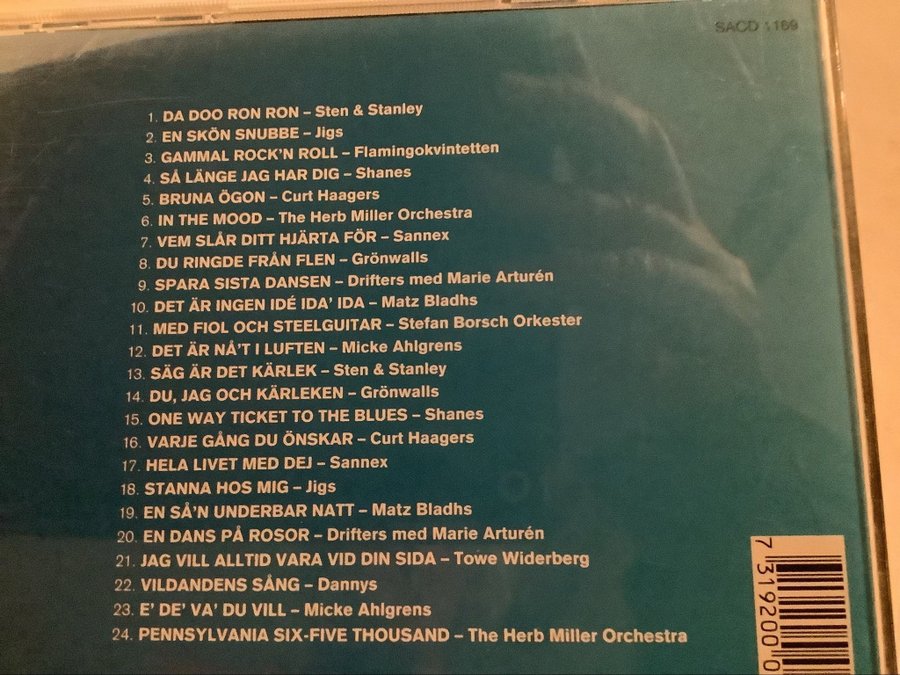 SACD 1169
1. DA DOO RON RON – Sten & Stanley
2. EN SKÖN SNUBBE – Jigs
3. GAMMAL ROCK'N ROLL – Flamingokvintetten
4. SÅ LÄNGE JAG HAR DIG – Shanes
5. BRUNA ÖGON – Curt Haagers
6. IN THE MOOD – The Herb Miller Orchestra
7. VEM SLÅR DITT HJÄRTA FÖR – Sannex
8. DU RINGDE FRÅN FLEN – Grönwalls
9. SPARA SISTA DANSEN – Drifters med Marie Arturén
10. DET ÄR INGEN IDÉ IDA' IDA – Matz Bladhs
11. MED FIOL OCH STEELGUITAR – Stefan Borsch Orkester
12. DET ÄR NÅ'T I LUFTEN – Micke Ahlgrens
13. SÄG ÄR DET KÄRLEK – Sten & Stanley
14. DU, JAG OCH KÄRLEKEN – Grönwalls
15. ONE WAY TICKET TO THE BLUES – Shanes
16. VARJE GÅNG DU ÖNSKAR – Curt Haagers
17. HELA LIVET MED DEJ – Sannex
18. STANNA HOS MIG – Jigs
19. EN SÅ'N UNDERBAR NATT – Matz Bladhs
20. EN DANS PÅ ROSOR – Drifters med Marie Arturén
21. JAG VILL ALLTID VARA VID DIN SIDA – Towe Widerberg
22. VILDANDENS SÅNG – Dannys
23. E' DE' VA' DU VILL – Micke Ahlgrens
24. PENNSYLVANIA SIX-FIVE THOUSAND – The Herb Miller Orchestra
7 319200 0